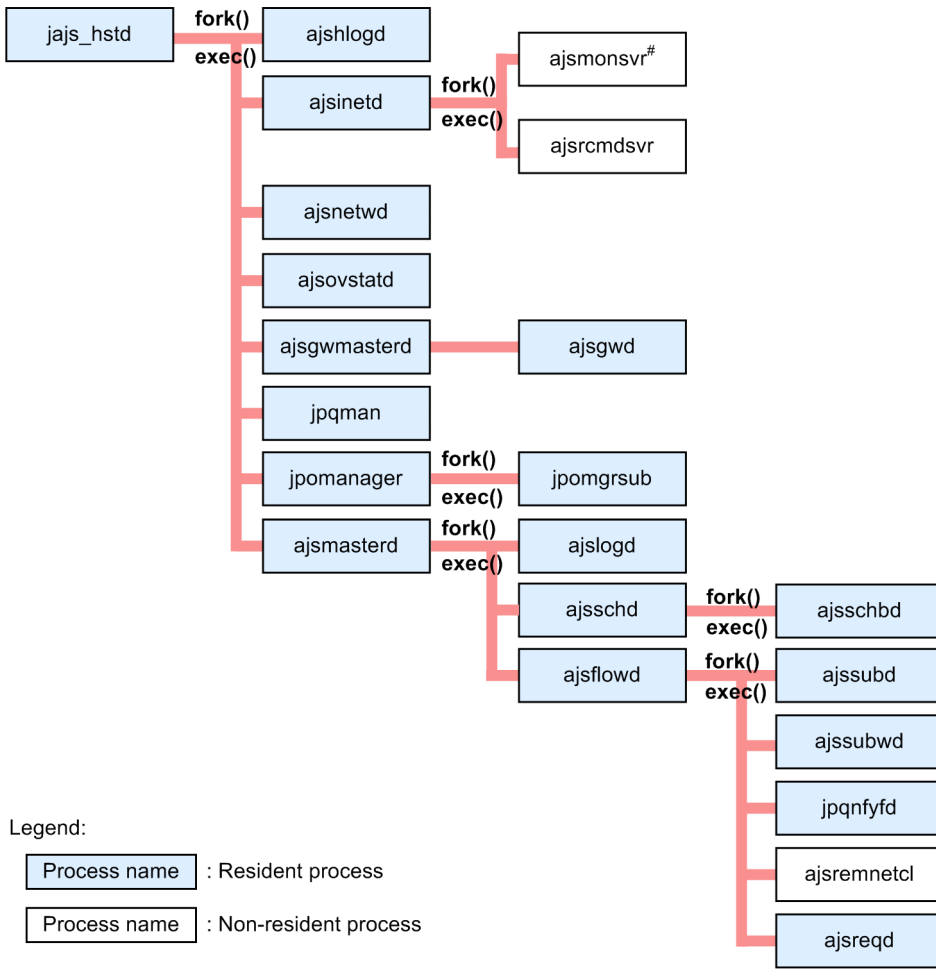 jajs_hstd
fork()
exec()
ajshlogd
ajsinetd
fork()
exec()
ajsmonsvr#
ajsrcmdsvr
ajsnetwd
ajsovstatd
ajsgwmasterd
ajsgwd
jpqman
jpomanager
fork()
exec()
jpomgrsub
ajsmasterd
fork()
exec()
ajslogd
ajsschd
fork()
exec()
ajsschbd
ajsflowd
fork()
exec()
ajssubd
ajssubwd
jpqnfyfd
ajsremnetcl
ajsreqd
Legend:
Process name : Resident process
Process name : Non-resident process